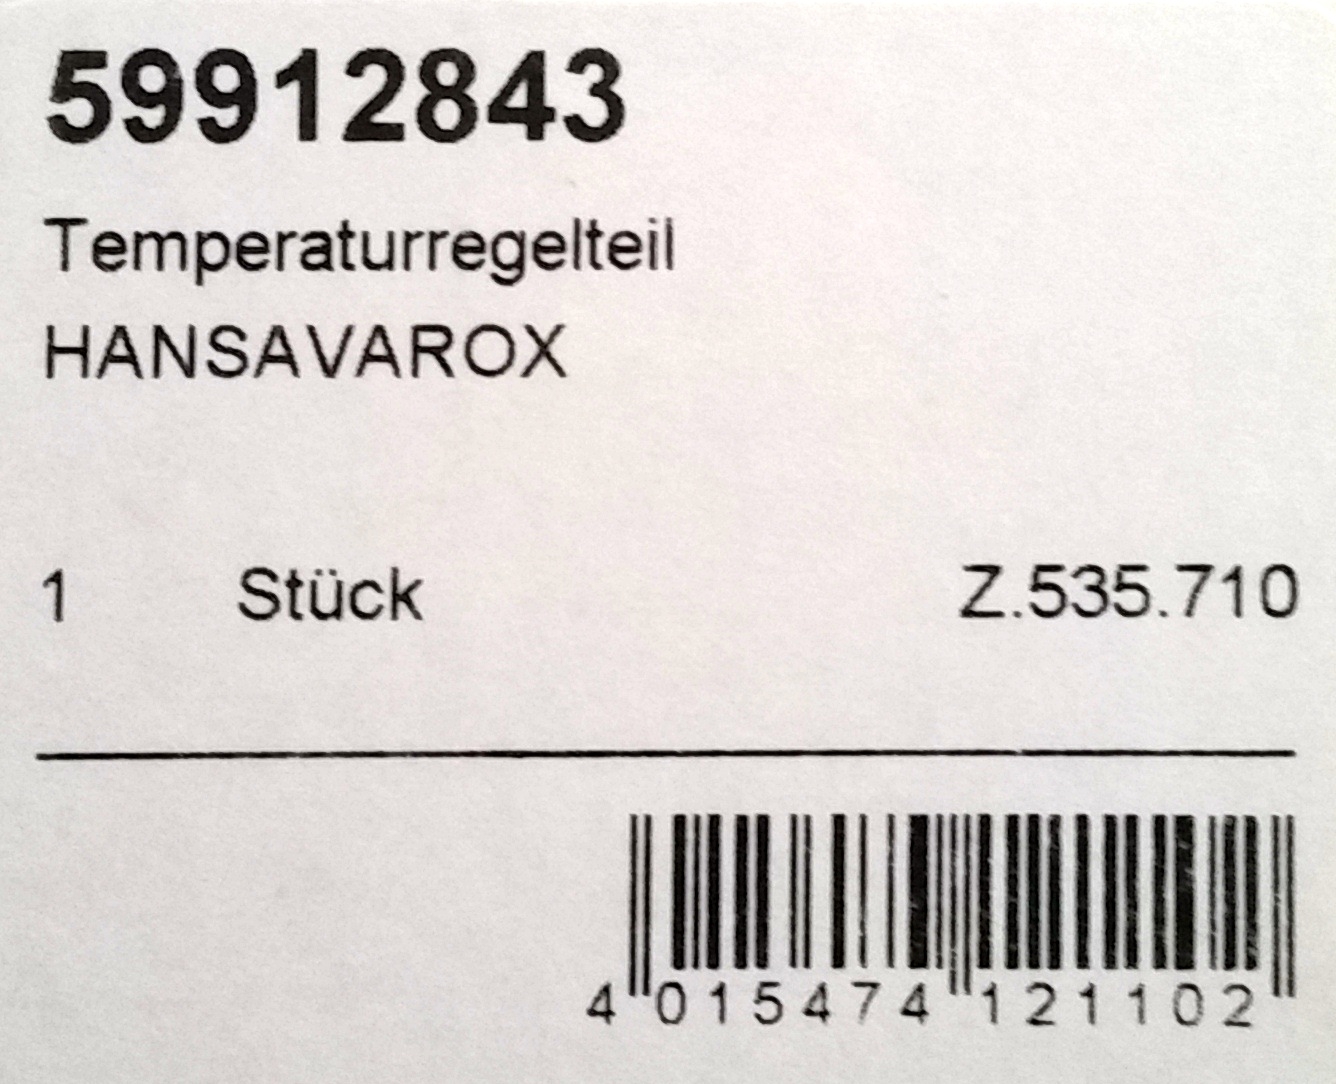 59912843
Temperaturregelteil
HANSAVAROX
1 Stück Z.535.710
4 015474 121102